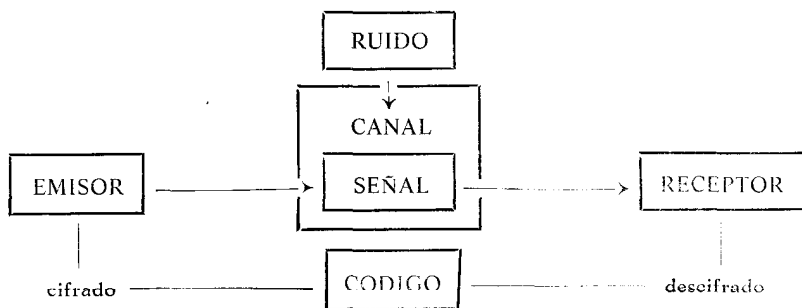 RUIDO
CANAL
EMISOR SEÑAL RECEPTOR
cifrado CODIGO descifrado